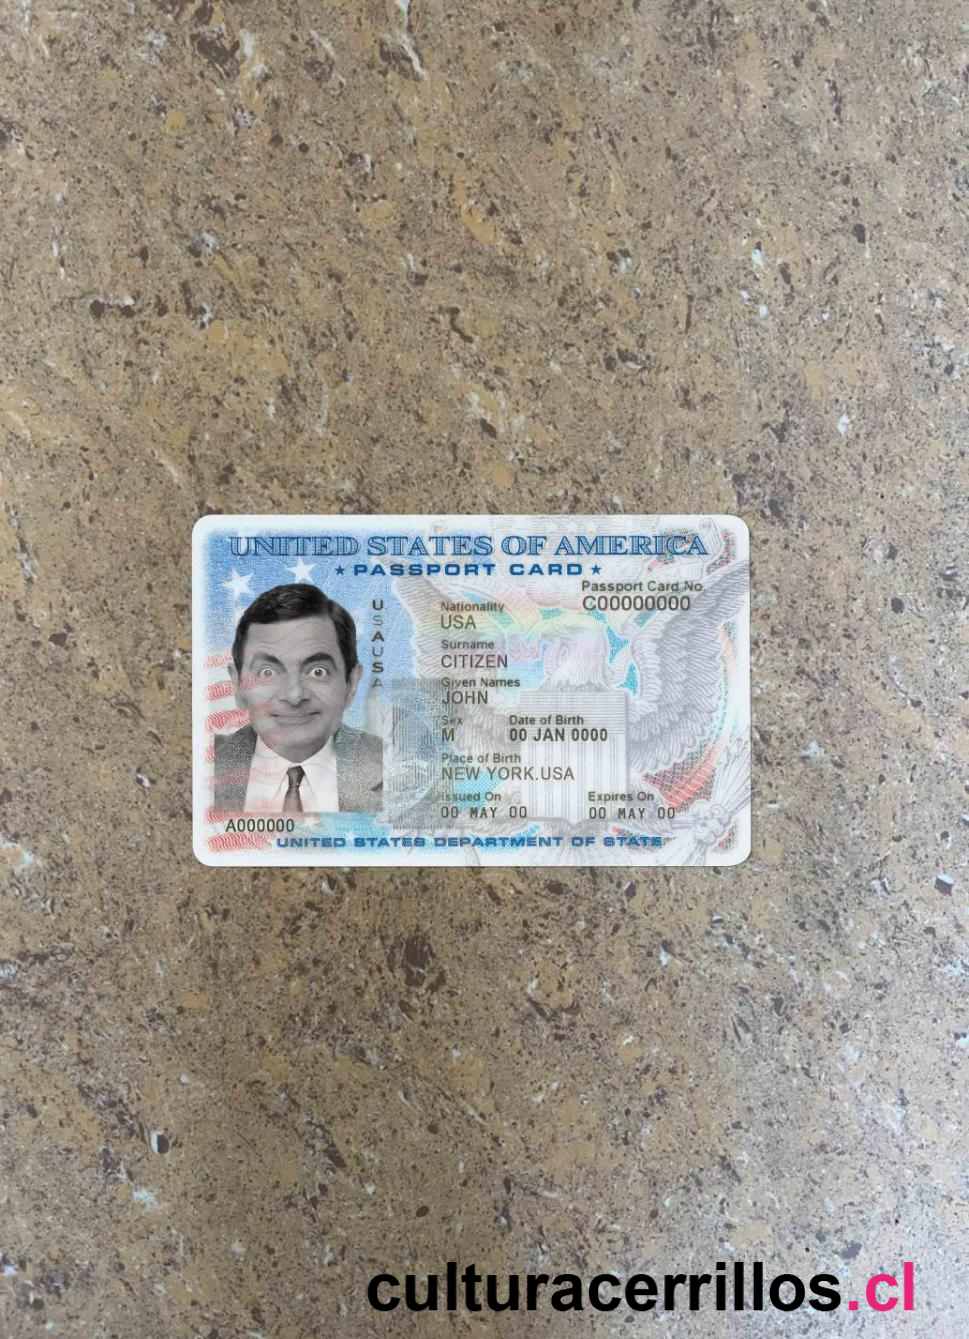 UNITED STATES OF AMERICA
★ PASSPORT CARD ★
Passport Card No.
C00000000
USAUSA
Nationality
USA
Surname
CITIZEN
Given Names
JOHN
Sex Date of Birth
M 00 JAN 0000
Place of Birth
NEW YORK.USA
Issued On Expires On
00 MAY 00 00 MAY 00
A000000
UNITED STATES DEPARTMENT OF STATE
culturacerrillos.cl